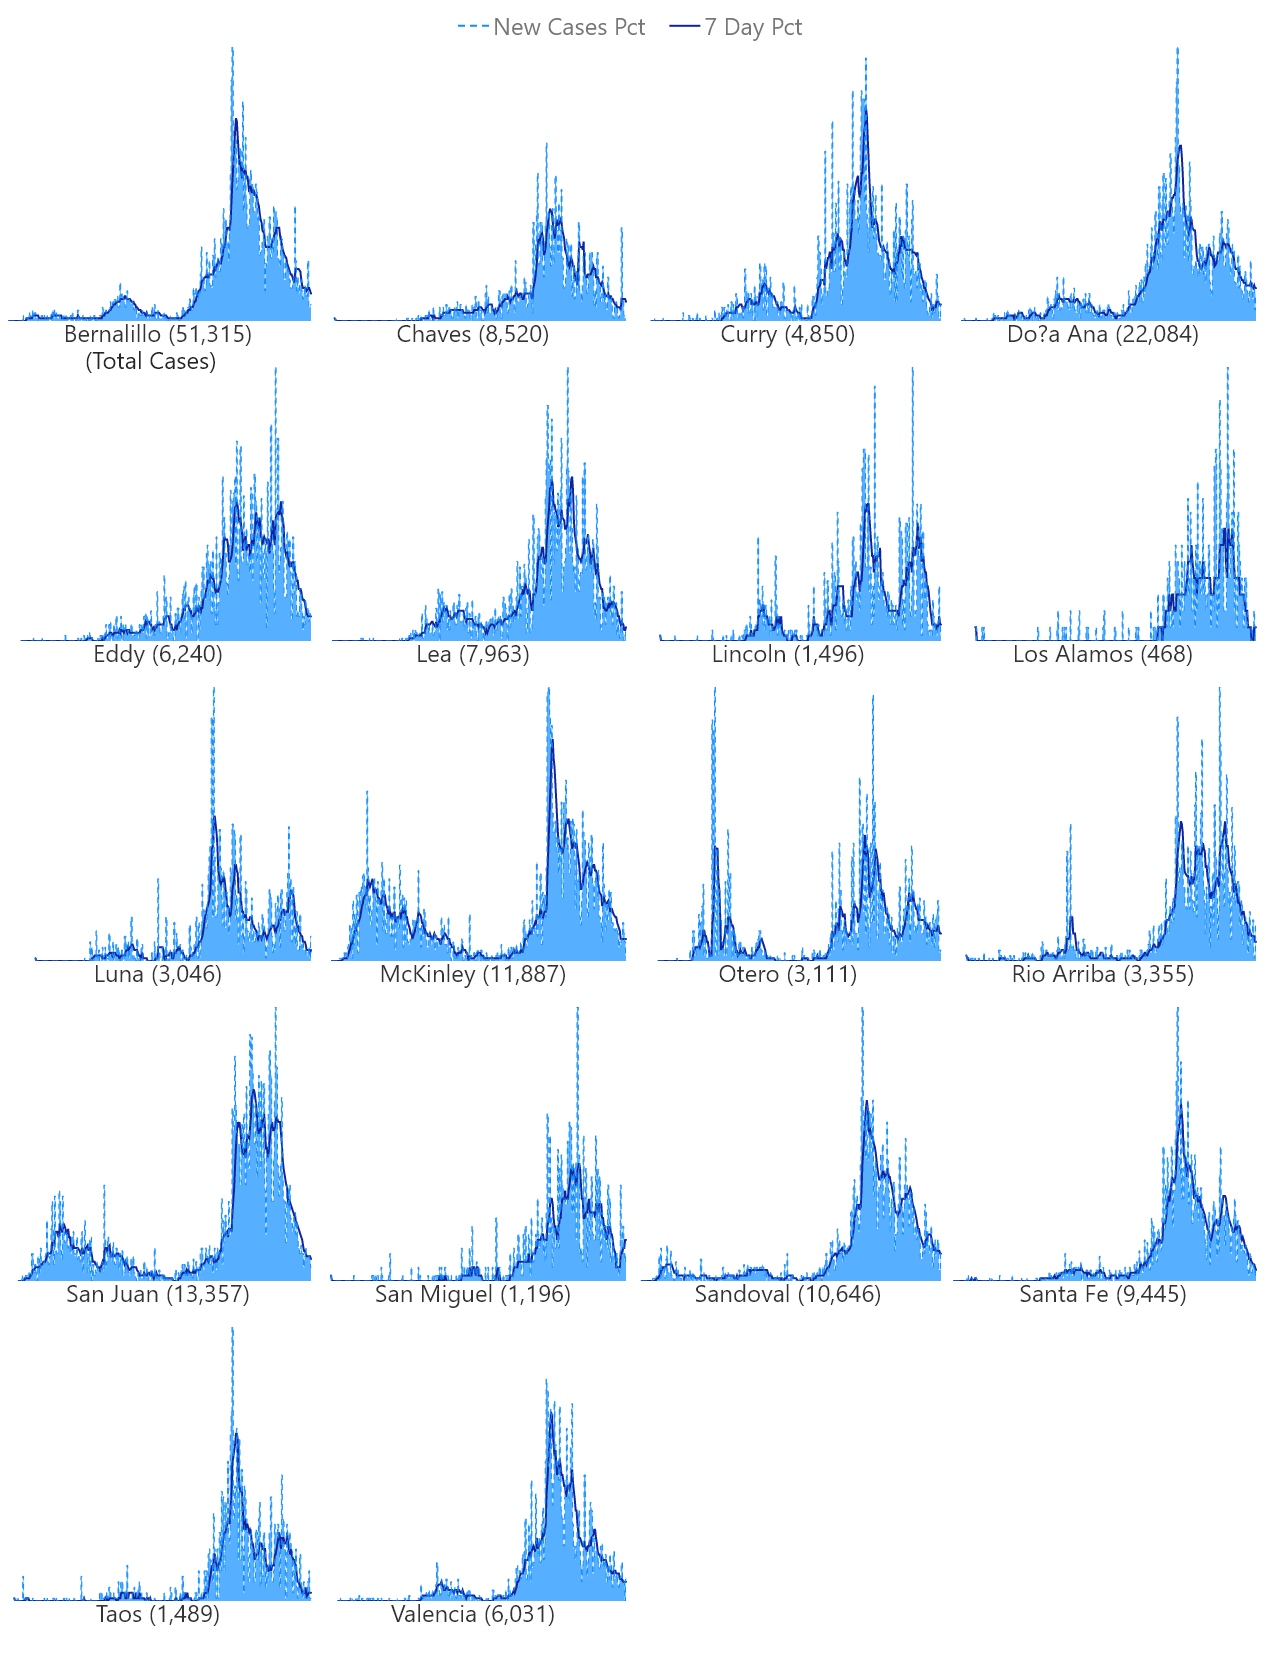 New Cases Pct 7 Day Pct
Bernalillo (51,315) Chaves (8,520) Curry (4,850) Do?a Ana (22,084)
(Total Cases)
Eddy (6,240) Lea (7,963) Lincoln (1,496) Los Alamos (468)
Luna (3,046) McKinley (11,887) Otero (3,111) Rio Arriba (3,355)
San Juan (13,357) San Miguel (1,196) Sandoval (10,646) Santa Fe (9,445)
Taos (1,489) Valencia (6,031)